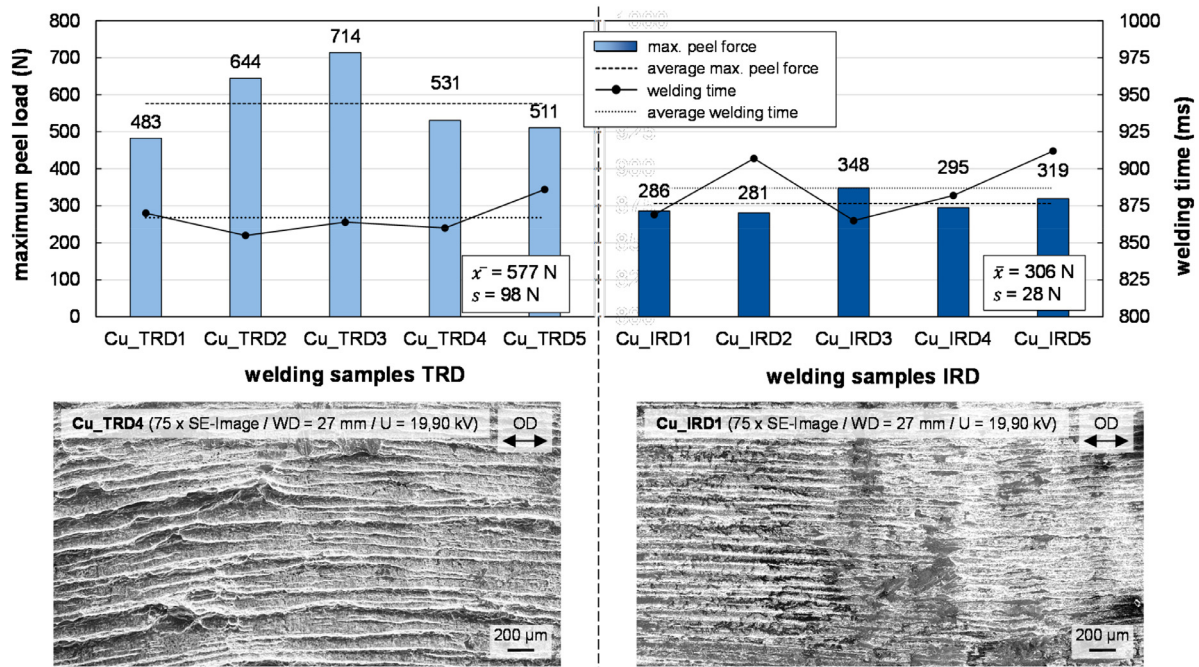 800
700
600
500
400
300
200
100
0
maximum peel load (N)
483
644
714
531
511
x̄ = 577 N
s = 98 N
Cu_TRD1 Cu_TRD2 Cu_TRD3 Cu_TRD4 Cu_TRD5
welding samples TRD
max. peel force
average max. peel force
welding time
average welding time
286
281
348
295
319
x̄ = 306 N
s = 28 N
1000
975
950
925
900
875
850
825
800
welding time (ms)
Cu_IRD1 Cu_IRD2 Cu_IRD3 Cu_IRD4 Cu_IRD5
welding samples IRD
Cu_TRD4 (75 x SE-Image / WD = 27 mm / U = 19,90 kV)
OD
200 µm
Cu_IRD1 (75 x SE-Image / WD = 27 mm / U = 19,90 kV)
OD
200 µm